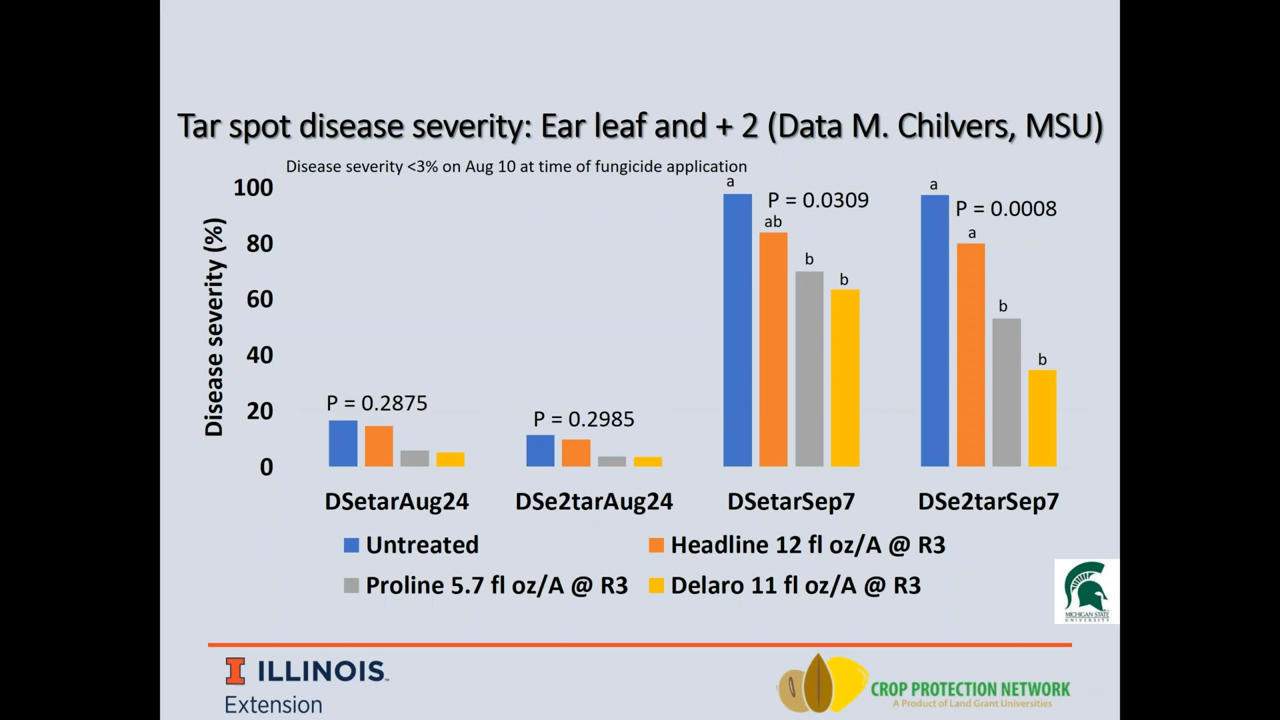 Tar spot disease severity: Ear leaf and + 2 (Data M. Chilvers, MSU)
Disease severity <3% on Aug 10 at time of fungicide application
Disease severity (%)
100
80
60
40
20
0
P = 0.2875
P = 0.2985
a
P = 0.0309
ab
b
b
a
P = 0.0008
a
b
b
DSetarAug24
DSe2tarAug24
DSetarSep7
DSe2tarSep7
Untreated
Headline 12 fl oz/A @ R3
Proline 5.7 fl oz/A @ R3
Delaro 11 fl oz/A @ R3
MICHIGAN STATE
UNIVERSITY
I ILLINOIS
Extension
CROP PROTECTION NETWORK
A Product of Land Grant Universities